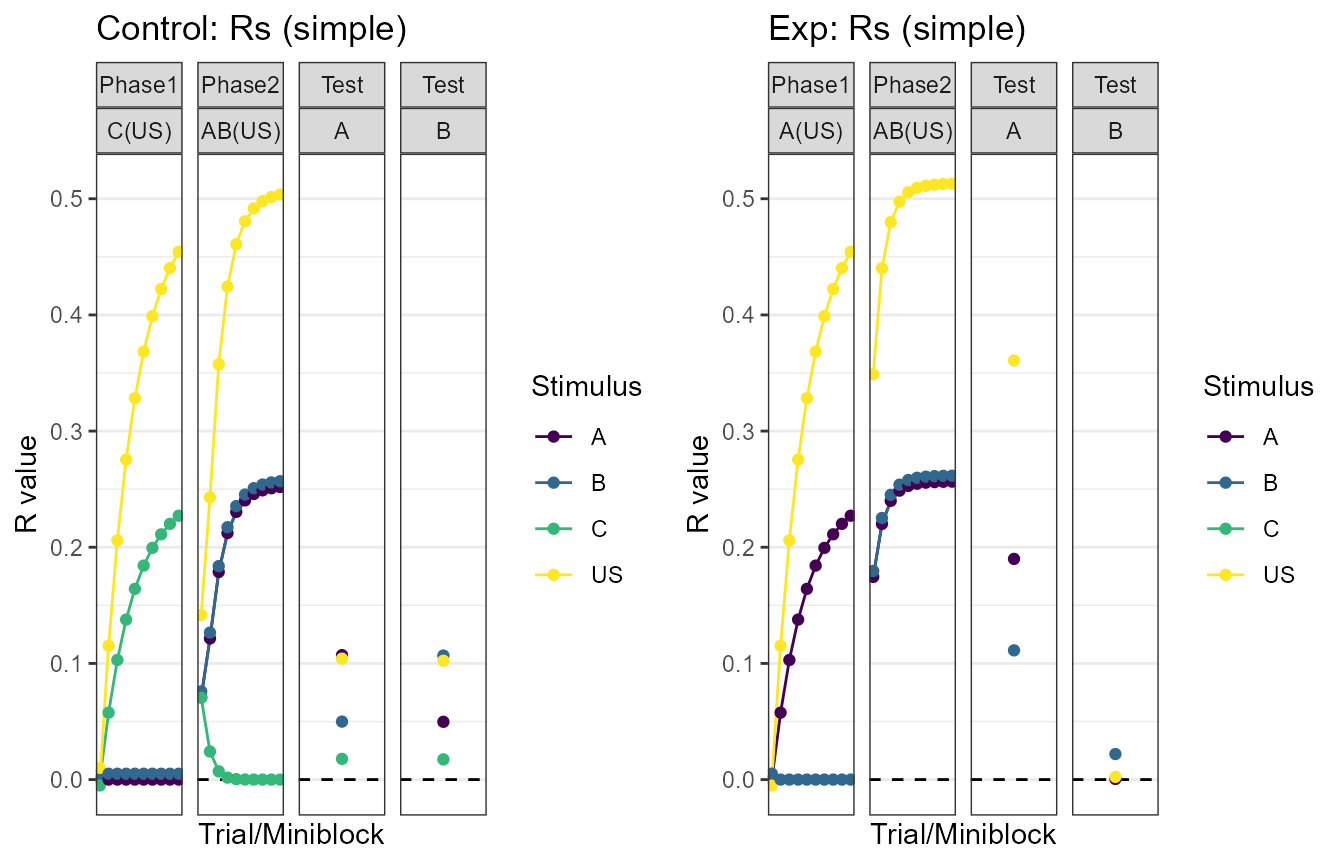 Control: Rs (simple)
Phase1 Phase2 Test Test
C(US) AB(US) A B
0.5
0.4
0.3
0.2
0.1
0.0
R value
Trial/Miniblock
Stimulus
A
B
C
US
Exp: Rs (simple)
Phase1 Phase2 Test Test
A(US) AB(US) A B
0.5
0.4
0.3
0.2
0.1
0.0
R value
Trial/Miniblock
Stimulus
A
B
C
US